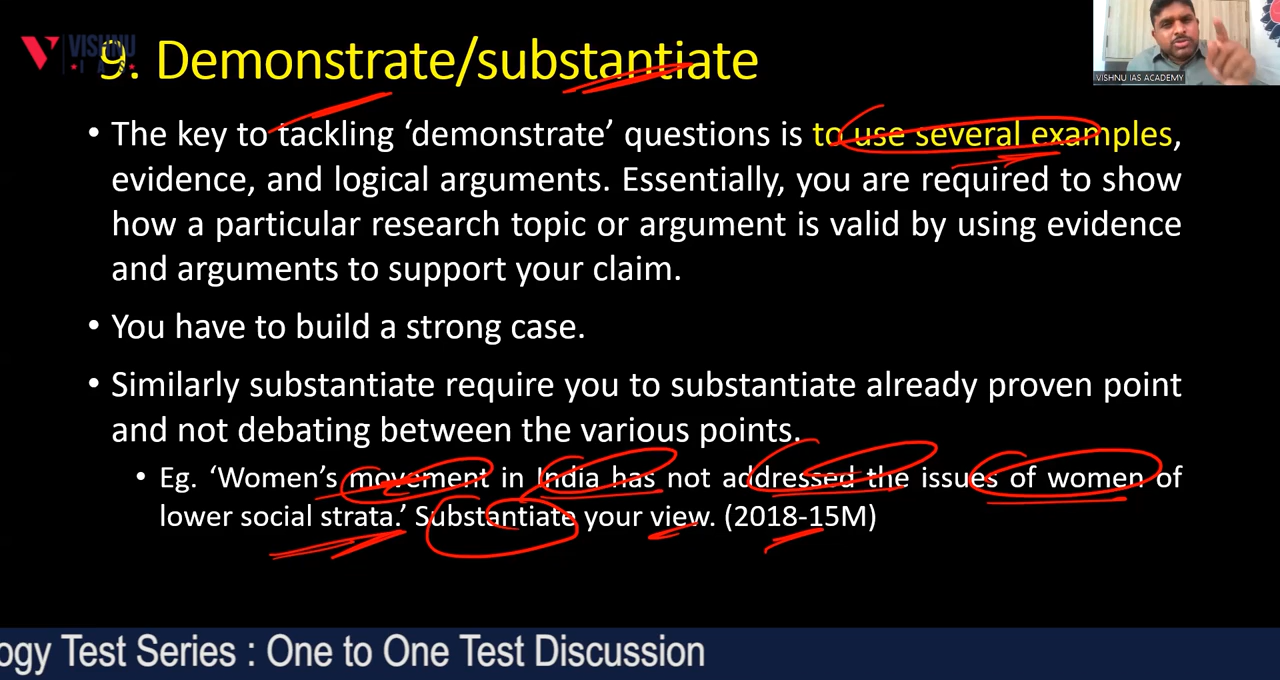 VISHNU
IAS
9. Demonstrate/substantiate
VISHNU IAS ACADEMY
• The key to tackling ‘demonstrate’ questions is to use several examples,
evidence, and logical arguments. Essentially, you are required to show
how a particular research topic or argument is valid by using evidence
and arguments to support your claim.
• You have to build a strong case.
• Similarly substantiate require you to substantiate already proven point
and not debating between the various points.
• Eg. ‘Women’s movement in India has not addressed the issues of women of
lower social strata.’ Substantiate your view. (2018-15M)
ogy Test Series : One to One Test Discussion